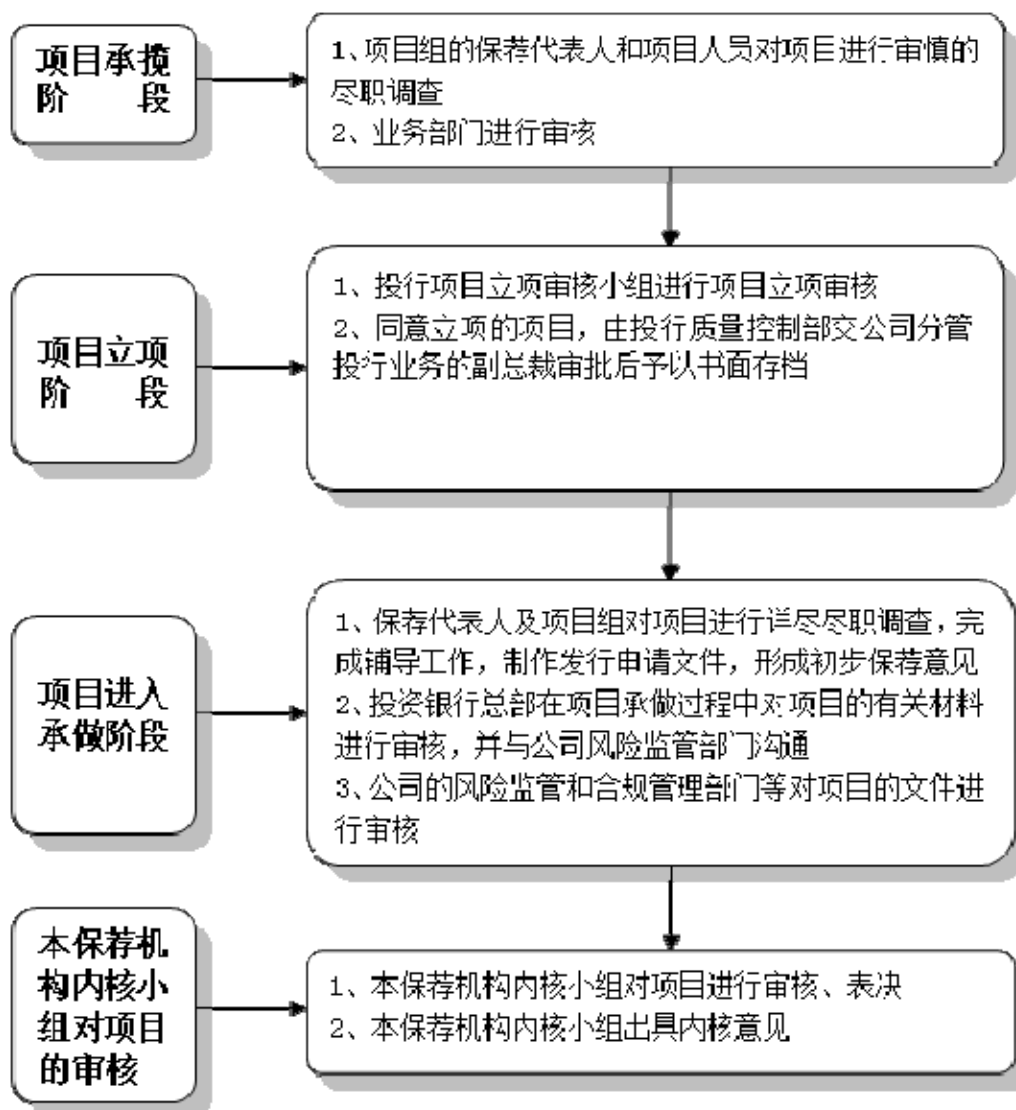 项目承揽
阶 段
1、项目组的保荐代表人和项目人员对项目进行审慎的
尽职调查
2、业务部门进行审核
项目立项
阶 段
1、投行项目立项审核小组进行项目立项审核
2、同意立项的项目，由投行质量控制部交公司分管
投行业务的副总裁审批后予以书面存档
项目进入
承做阶段
1、保荐代表人及项目组对项目进行详尽尽职调查，完
成辅导工作，制作发行申请文件，形成初步保荐意见
2、投资银行总部在项目承做过程中对项目的有关材料
进行审核，并与公司风险监管部门沟通
3、公司的风险监管和合规管理部门等对项目的文件进
行审核
本保荐机
构内核小
组对项目
的审核
1、本保荐机构内核小组对项目进行审核、表决
2、本保荐机构内核小组出具内核意见